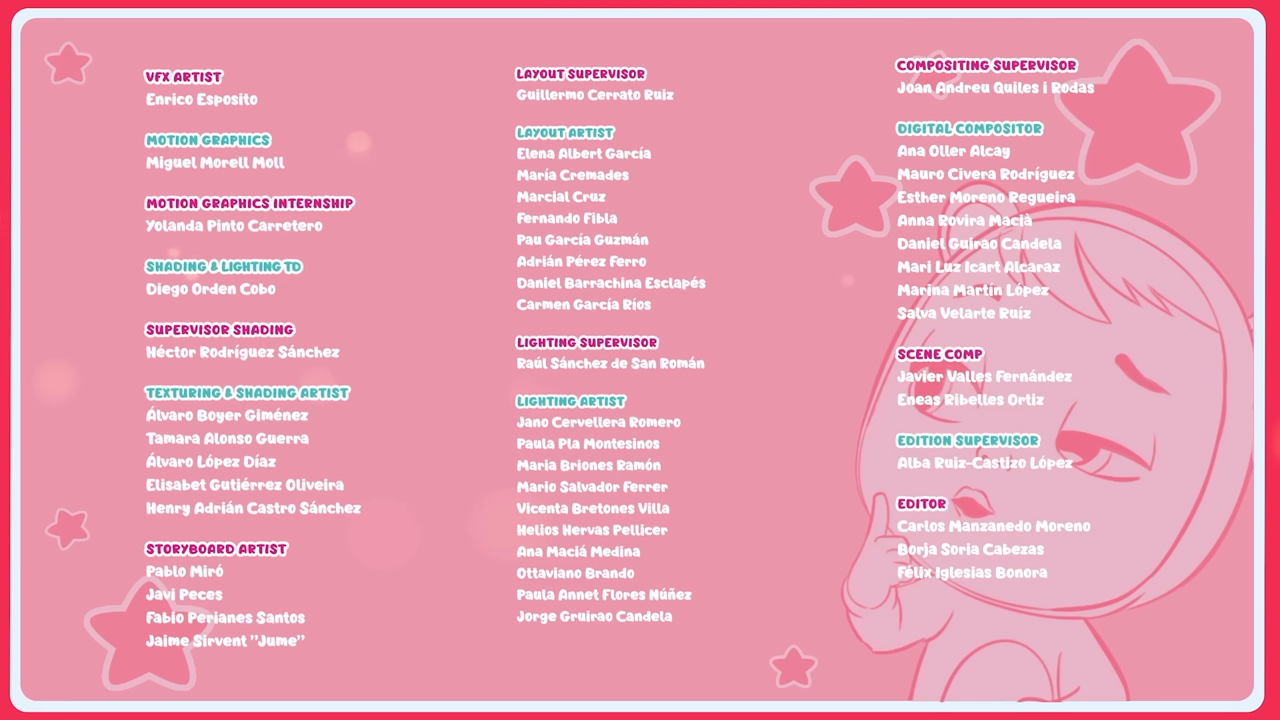 VFX ARTIST
Enrico Esposito
MOTION GRAPHICS
Miguel Morell Moll
MOTION GRAPHICS INTERNSHIP
Yolanda Pinto Carretero
SHADING & LIGHTING TD
Diego Orden Cobo
SUPERVISOR SHADING
Héctor Rodríguez Sánchez
TEXTURING & SHADING ARTIST
Álvaro Boyer Giménez
Tamara Alonso Guerra
Álvaro López Díaz
Elisabet Gutiérrez Oliveira
Henry Adrián Castro Sánchez
STORYBOARD ARTIST
Pablo Miró
Javi Peces
Fabio Perianes Santos
Jaime Sirvent "Jume"
LAYOUT SUPERVISOR
Guillermo Cerrato Ruiz
LAYOUT ARTIST
Elena Albert García
María Cremades
Marcial Cruz
Fernando Fibla
Pau García Guzmán
Adrián Pérez Ferro
Daniel Barrachina Esclapés
Carmen García Ríos
LIGHTING SUPERVISOR
Raúl Sánchez de San Román
LIGHTING ARTIST
Jano Cervellera Romero
Paula Pla Montesinos
Maria Briones Ramón
Mario Salvador Ferrer
Vicenta Bretones Villa
Helios Hervas Pellicer
Ana Maciá Medina
Ottaviano Brando
Paula Annet Flores Núñez
Jorge Gruirao Candela
COMPOSITING SUPERVISOR
Joan Andreu Quiles i Rodas
DIGITAL COMPOSITOR
Ana Oller Alcay
Mauro Civera Rodríguez
Esther Moreno Regueira
Anna Rovira Macià
Daniel Guirao Candela
Mari Luz Icart Alcaraz
Marina Martín López
Salva Velarte Ruíz
SCENE COMP
Javier Valles Fernández
Eneas Ribelles Ortiz
EDITION SUPERVISOR
Alba Ruiz-Castizo López
EDITOR
Carlos Manzanedo Moreno
Borja Soria Cabezas
Félix Iglesias Bonora